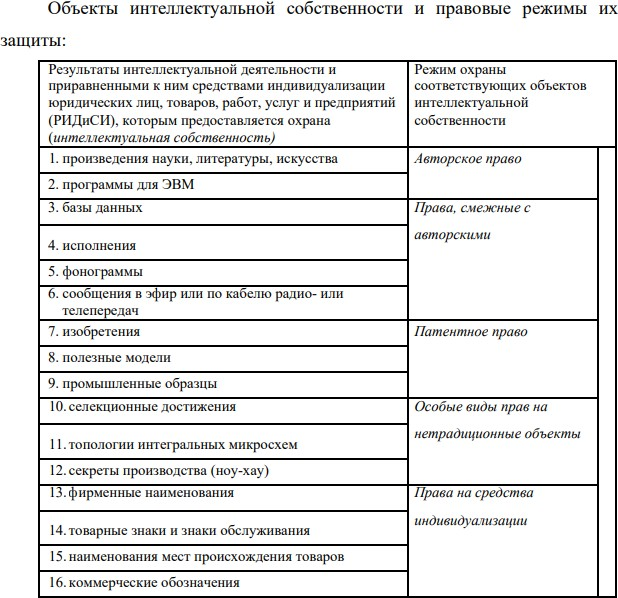 Объекты интеллектуальной собственности и правовые режимы их
защиты:
Результаты интеллектуальной деятельности и
приравненными к ним средствами индивидуализации
юридических лиц, товаров, работ, услуг и предприятий
(РИДиСИ), которым предоставляется охрана
(интеллектуальная собственность)
Режим охраны
соответствующих объектов
интеллектуальной
собственности
1. произведения науки, литературы, искусства
Авторское право
2. программы для ЭВМ
3. базы данных
Права, смежные с
авторскими
4. исполнения
5. фонограммы
6. сообщения в эфир или по кабелю радио- или
телепередач
7. изобретения
Патентное право
8. полезные модели
9. промышленные образцы
10. селекционные достижения
Особые виды прав на
нетрадиционные объекты
11. топологии интегральных микросхем
12. секреты производства (ноу-хау)
13. фирменные наименования
Права на средства
индивидуализации
14. товарные знаки и знаки обслуживания
15. наименования мест происхождения товаров
16. коммерческие обозначения